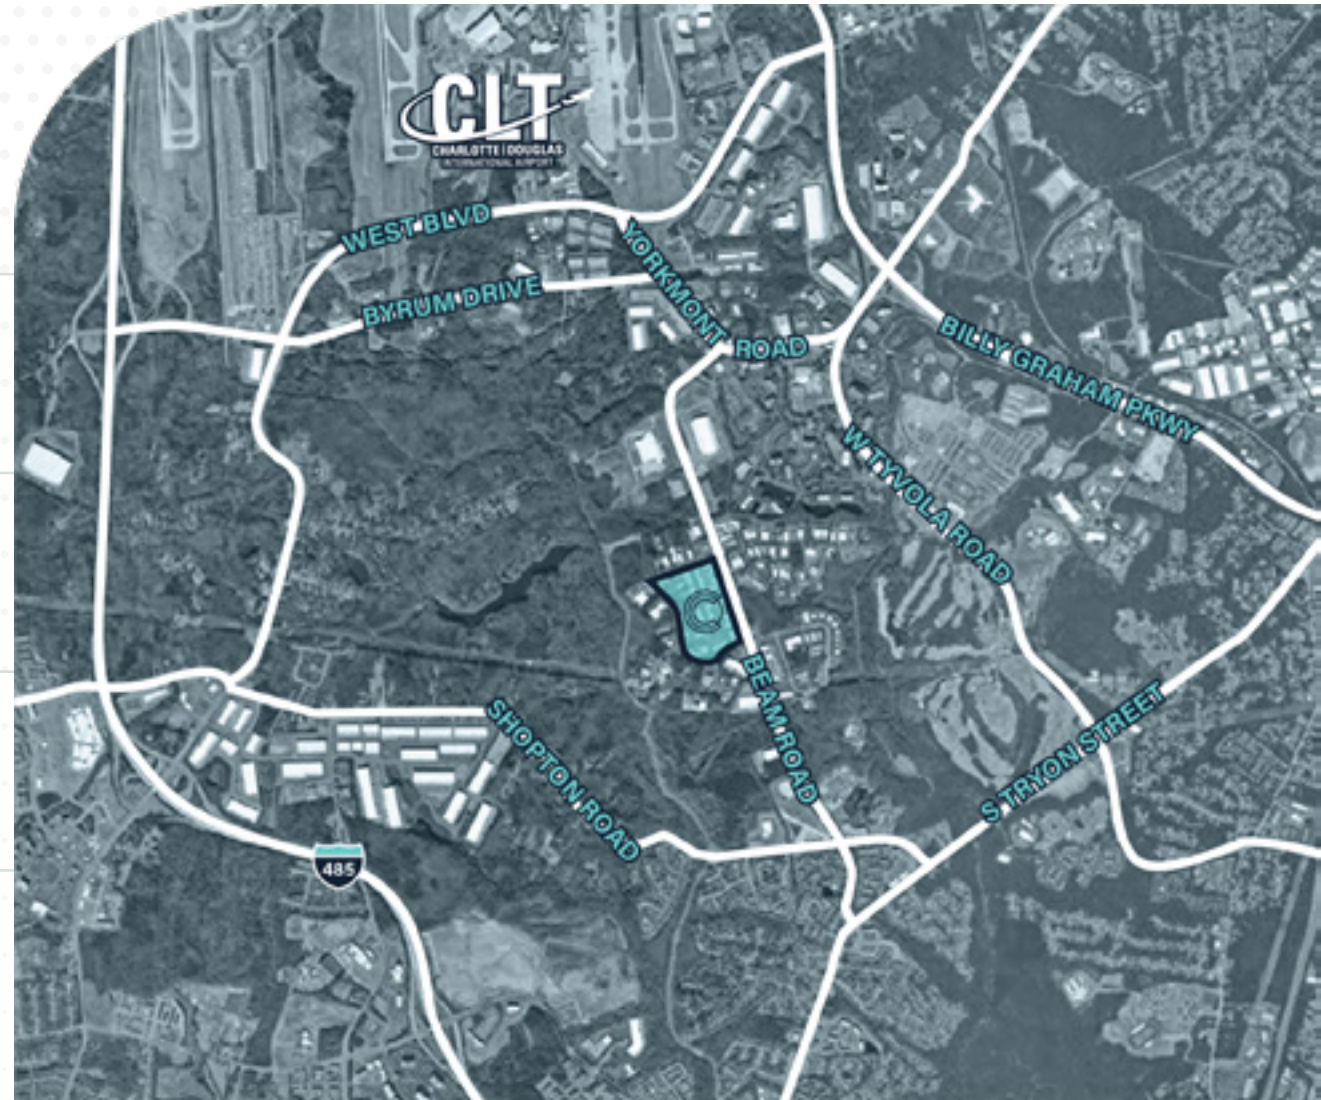 CLT
CHARLOTTE | DOUGLAS
INTERNATIONAL AIRPORT
WEST BLVD
YORKMONT ROAD
BYRUM DRIVE
BILLY GRAHAM PKWY
W TYVOLA ROAD
BEAM ROAD
S TRYON STREET
SHOPTON ROAD
485